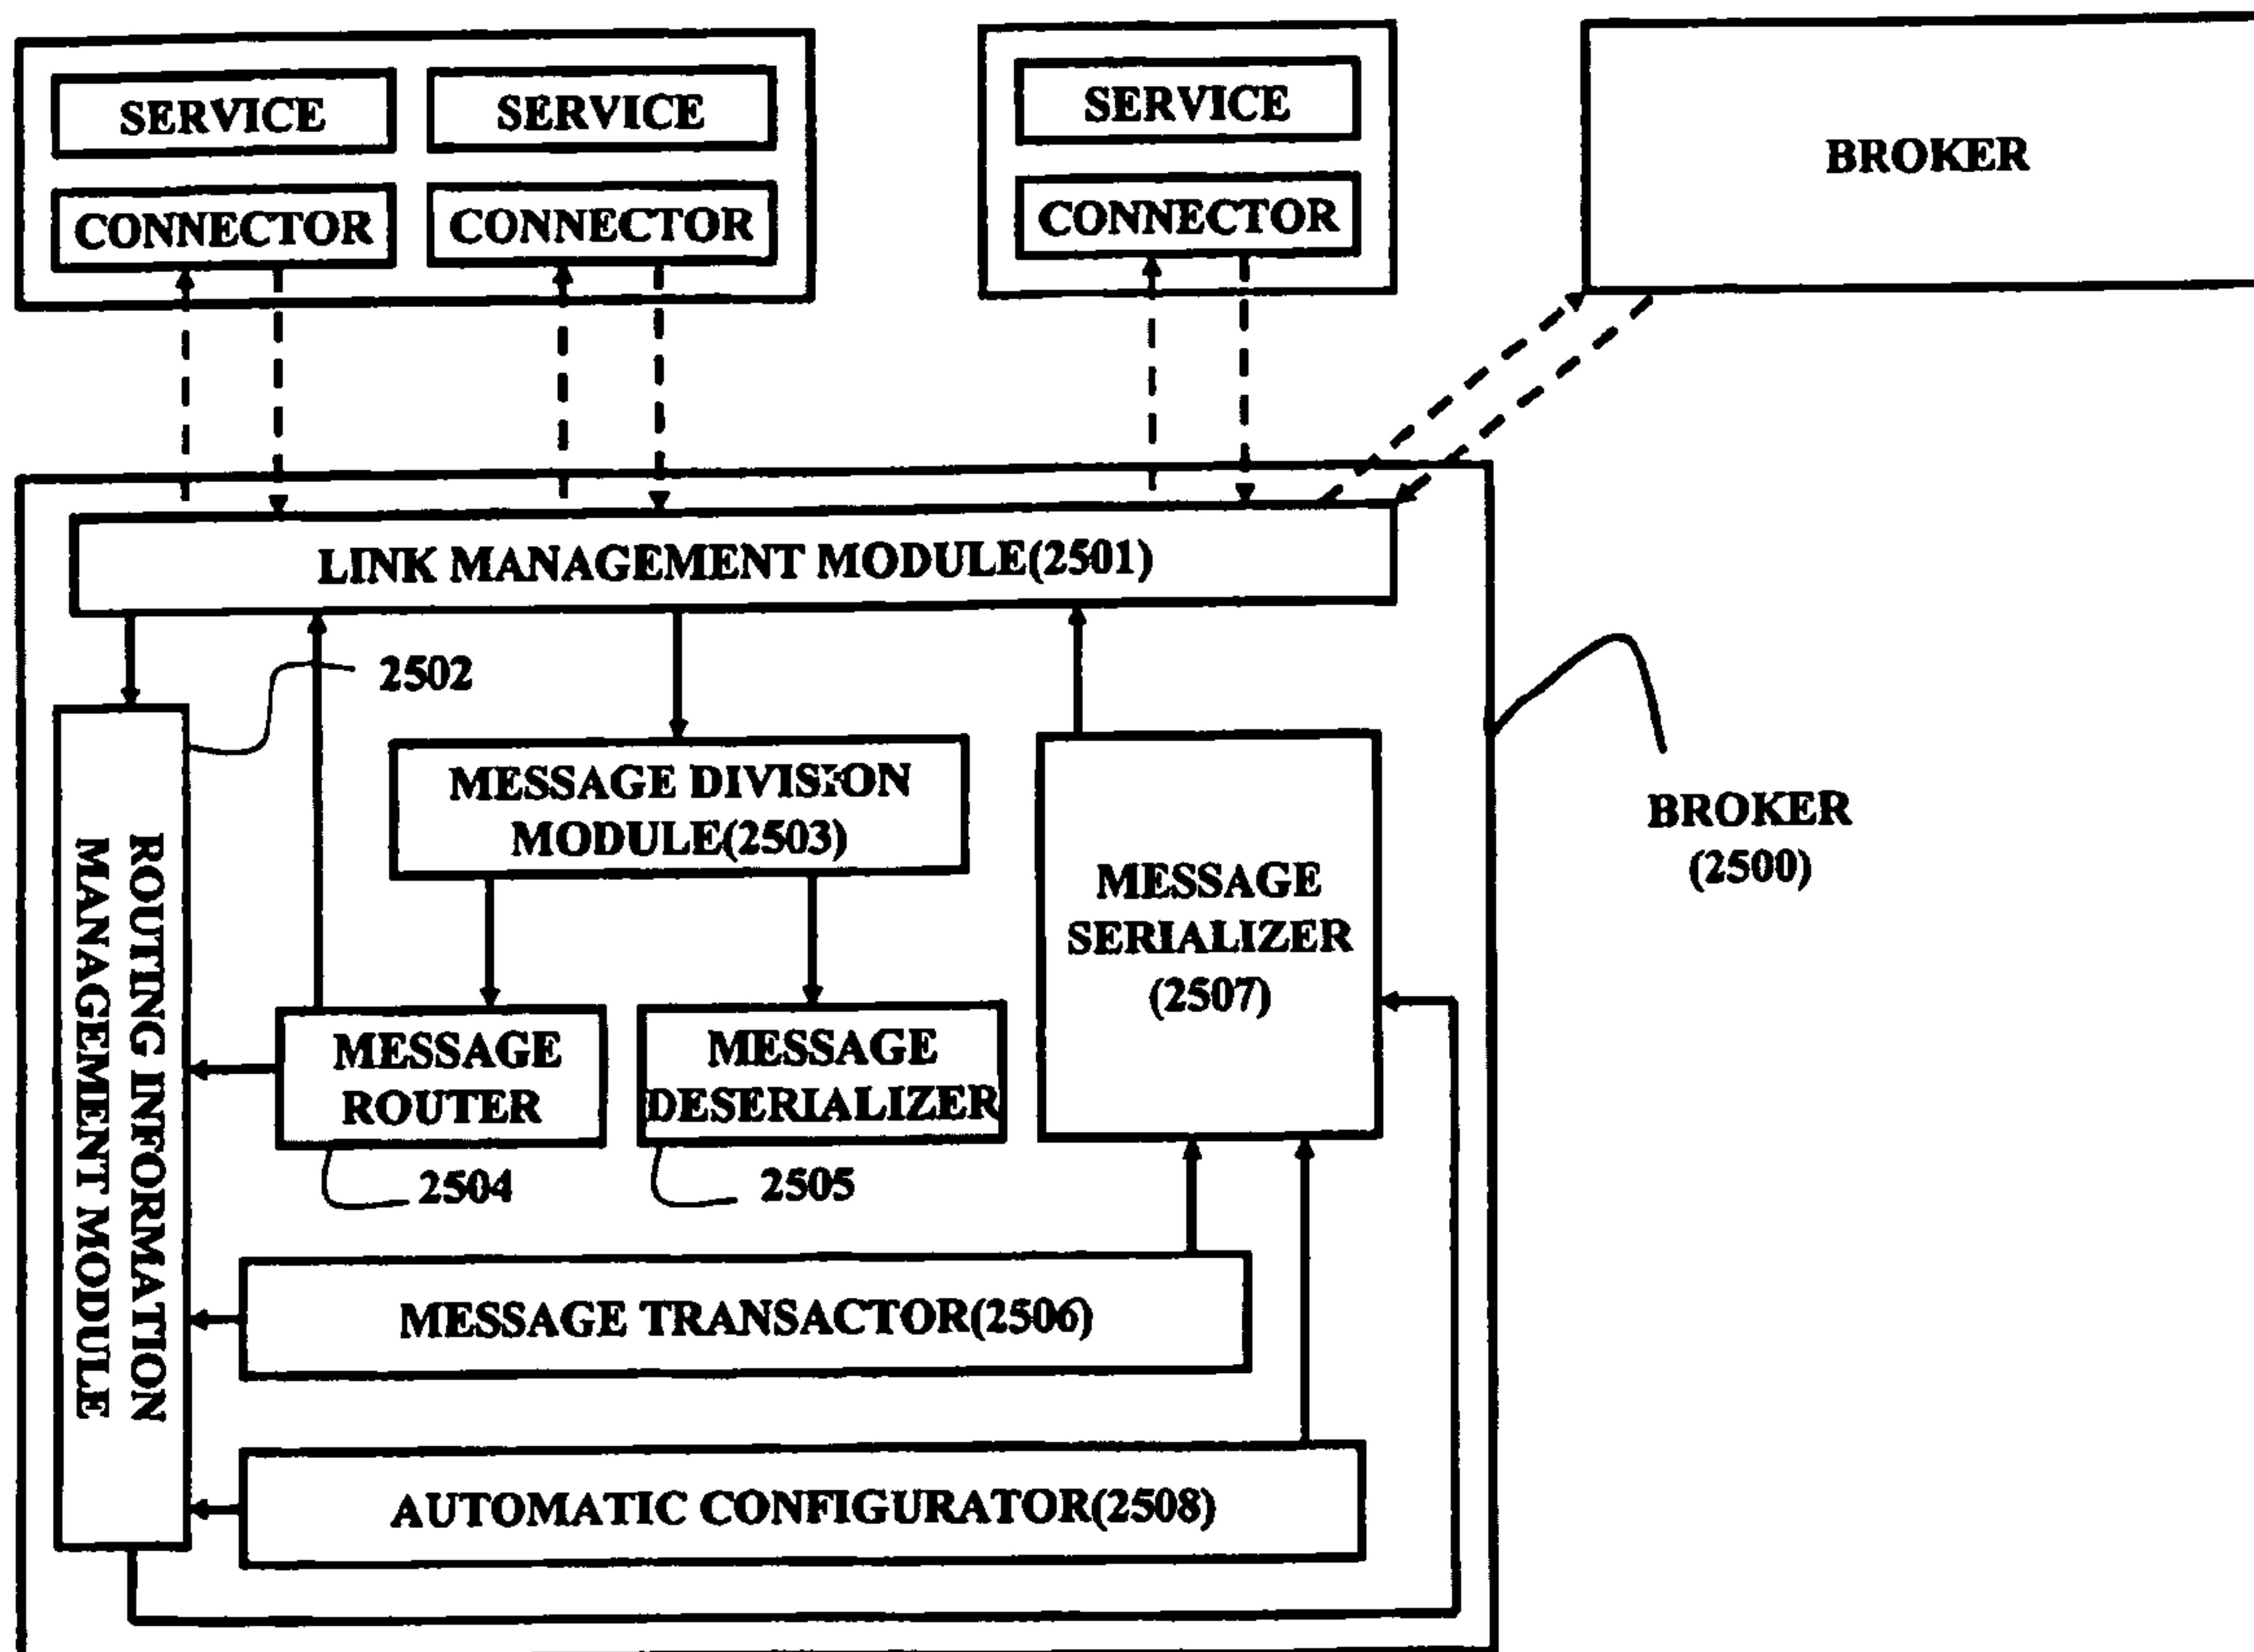 SERVICE
SERVICE
CONNECTOR
CONNECTOR
SERVICE
CONNECTOR
BROKER
LINK MANAGEMENT MODULE(2501)
2502
ROUTING INFORMATION
MANAGEMENT MODULE
MESSAGE DIVISION
MODULE(2503)
MESSAGE
SERIALIZER
(2507)
BROKER
(2500)
MESSAGE
ROUTER
2504
MESSAGE
DESERIALIZER
2505
MESSAGE TRANSACTOR(2506)
AUTOMATIC CONFIGURATOR(2508)